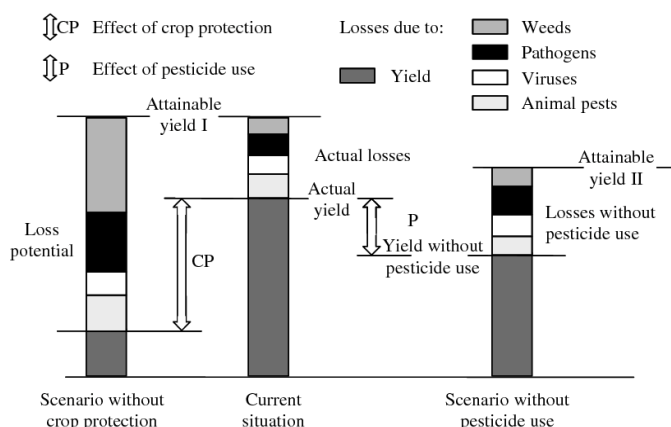 CP Effect of crop protection
P Effect of pesticide use
Losses due to:
Yield
Weeds
Pathogens
Viruses
Animal pests
Attainable
yield I
Loss
potential
CP
Actual losses
Actual
yield
P
Yield without
pesticide use
Attainable
yield II
Losses without
pesticide use
Scenario without
crop protection
Current
situation
Scenario without
pesticide use